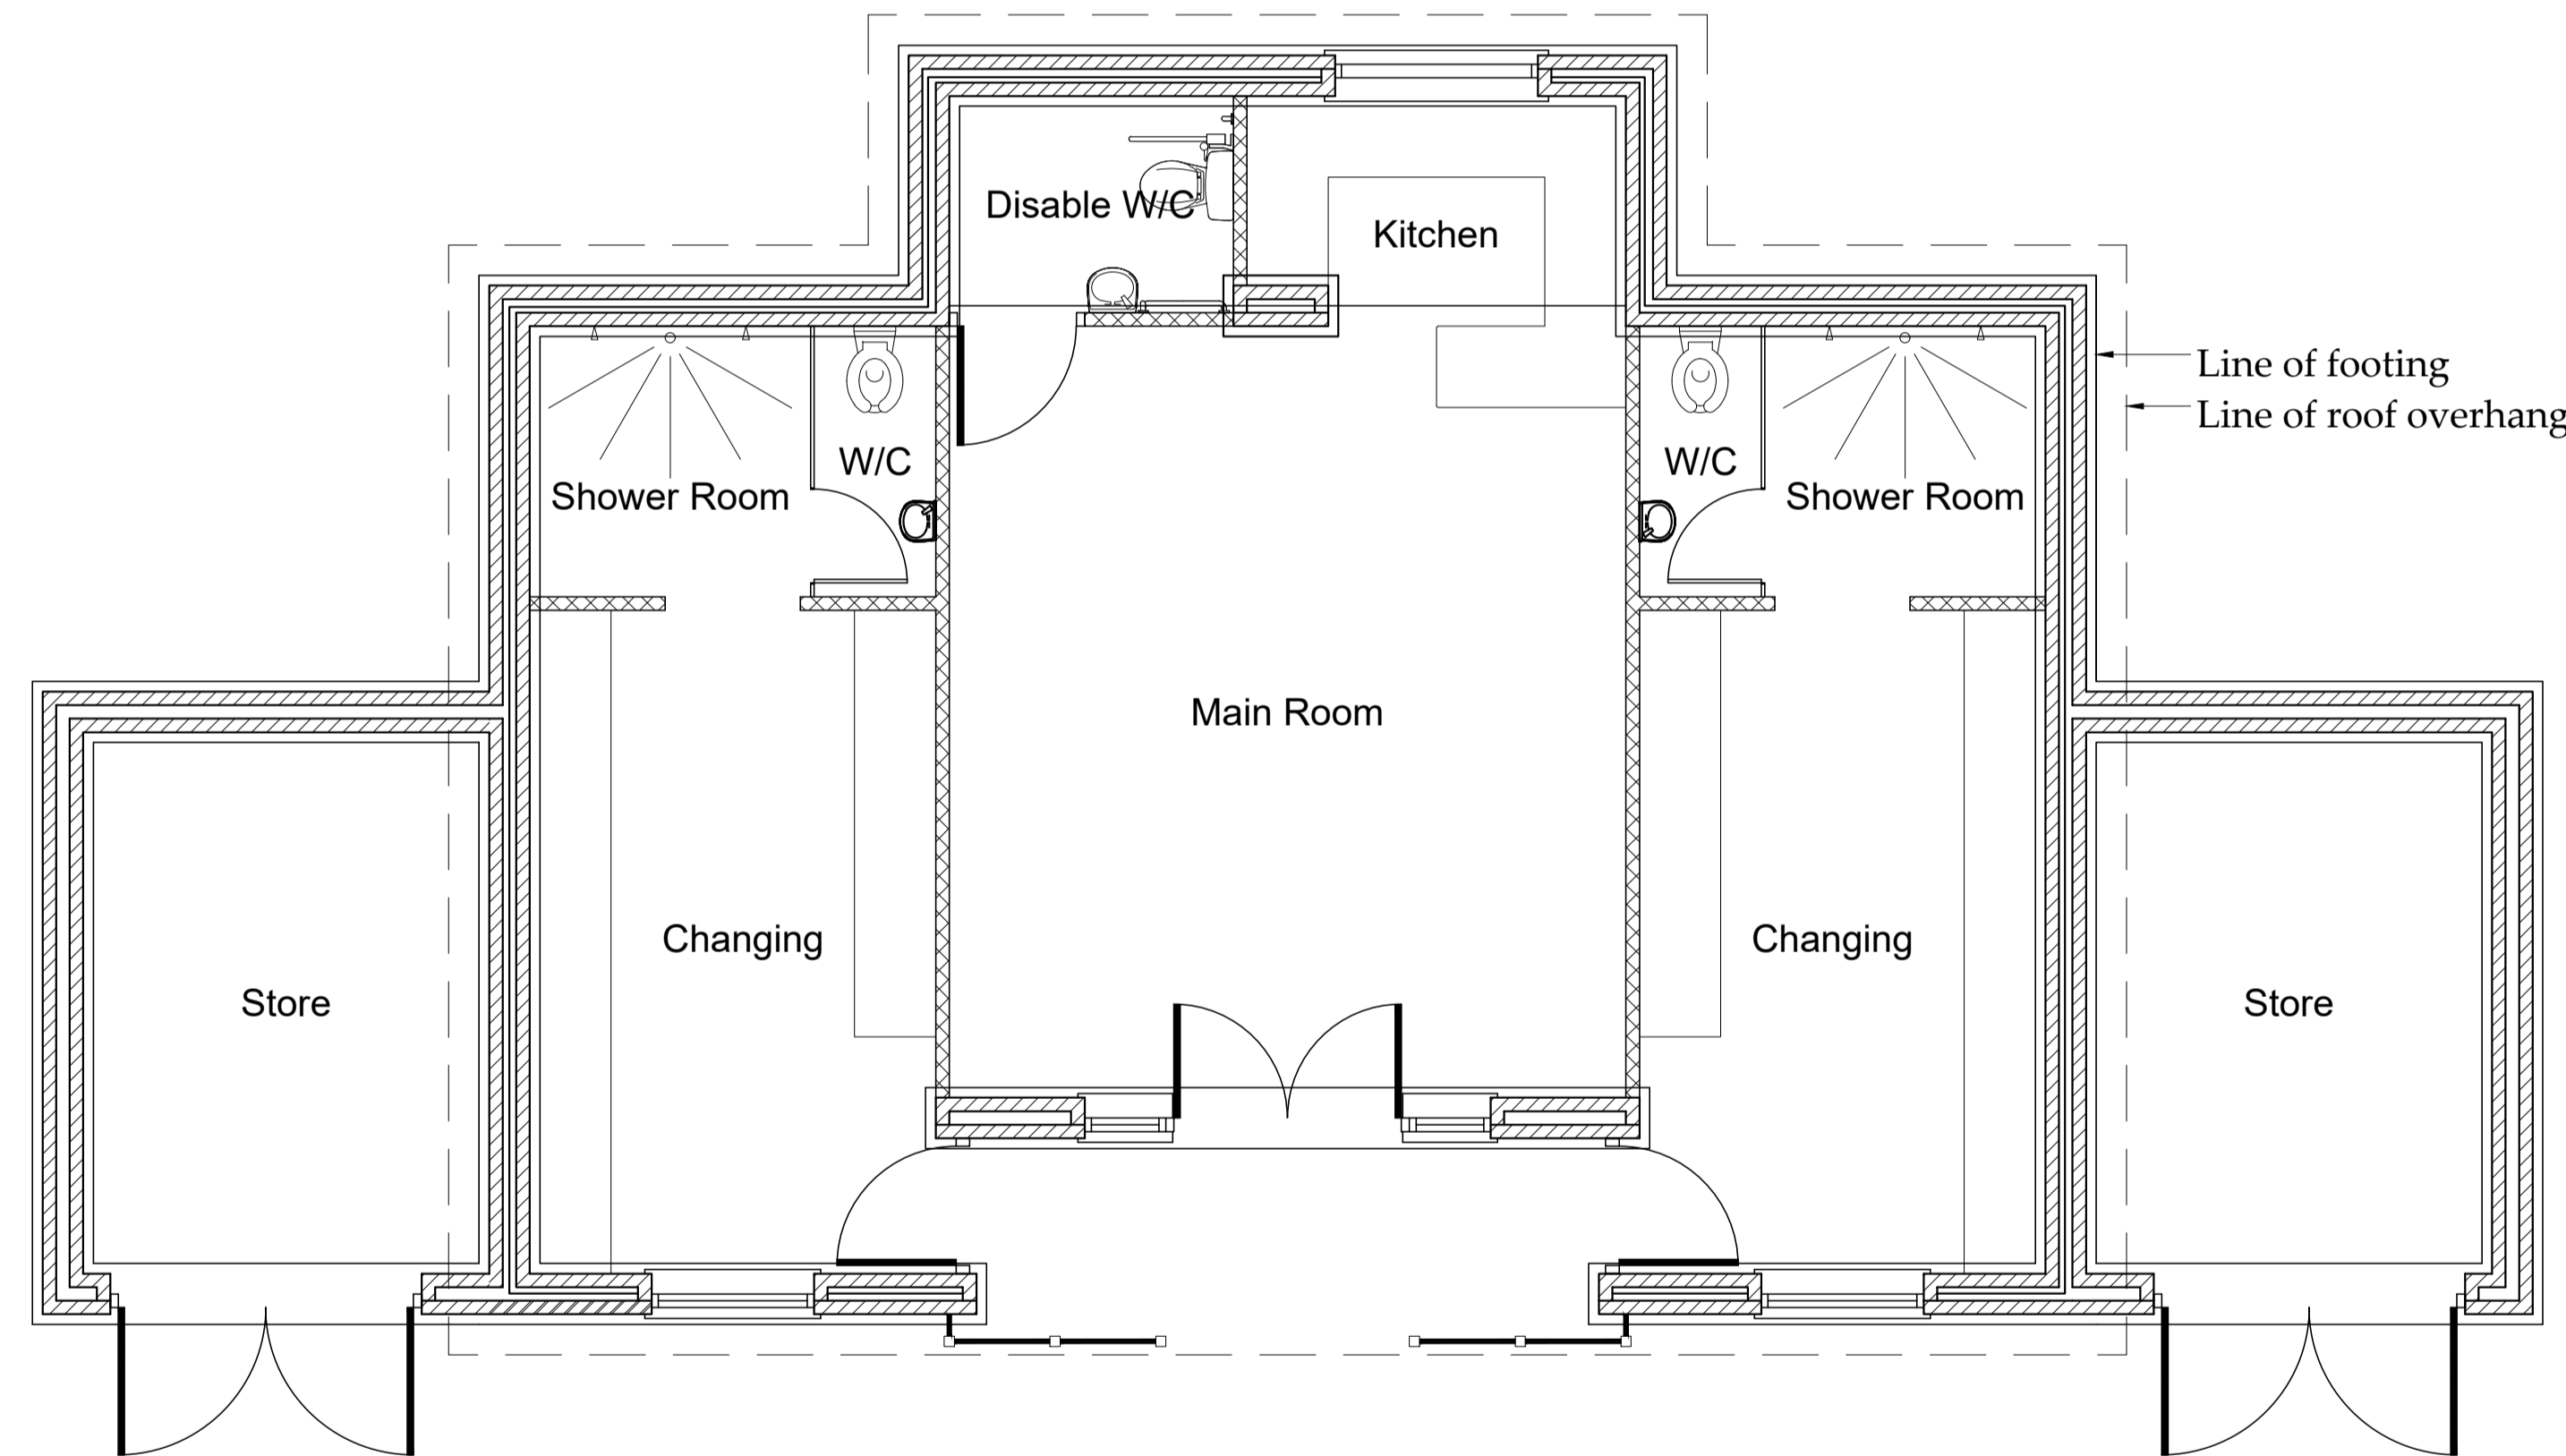 Disable W/C
Kitchen
Line of footing
Line of roof overhang
W/C
W/C
Shower Room
Shower Room
Main Room
Changing
Changing
Store
Store